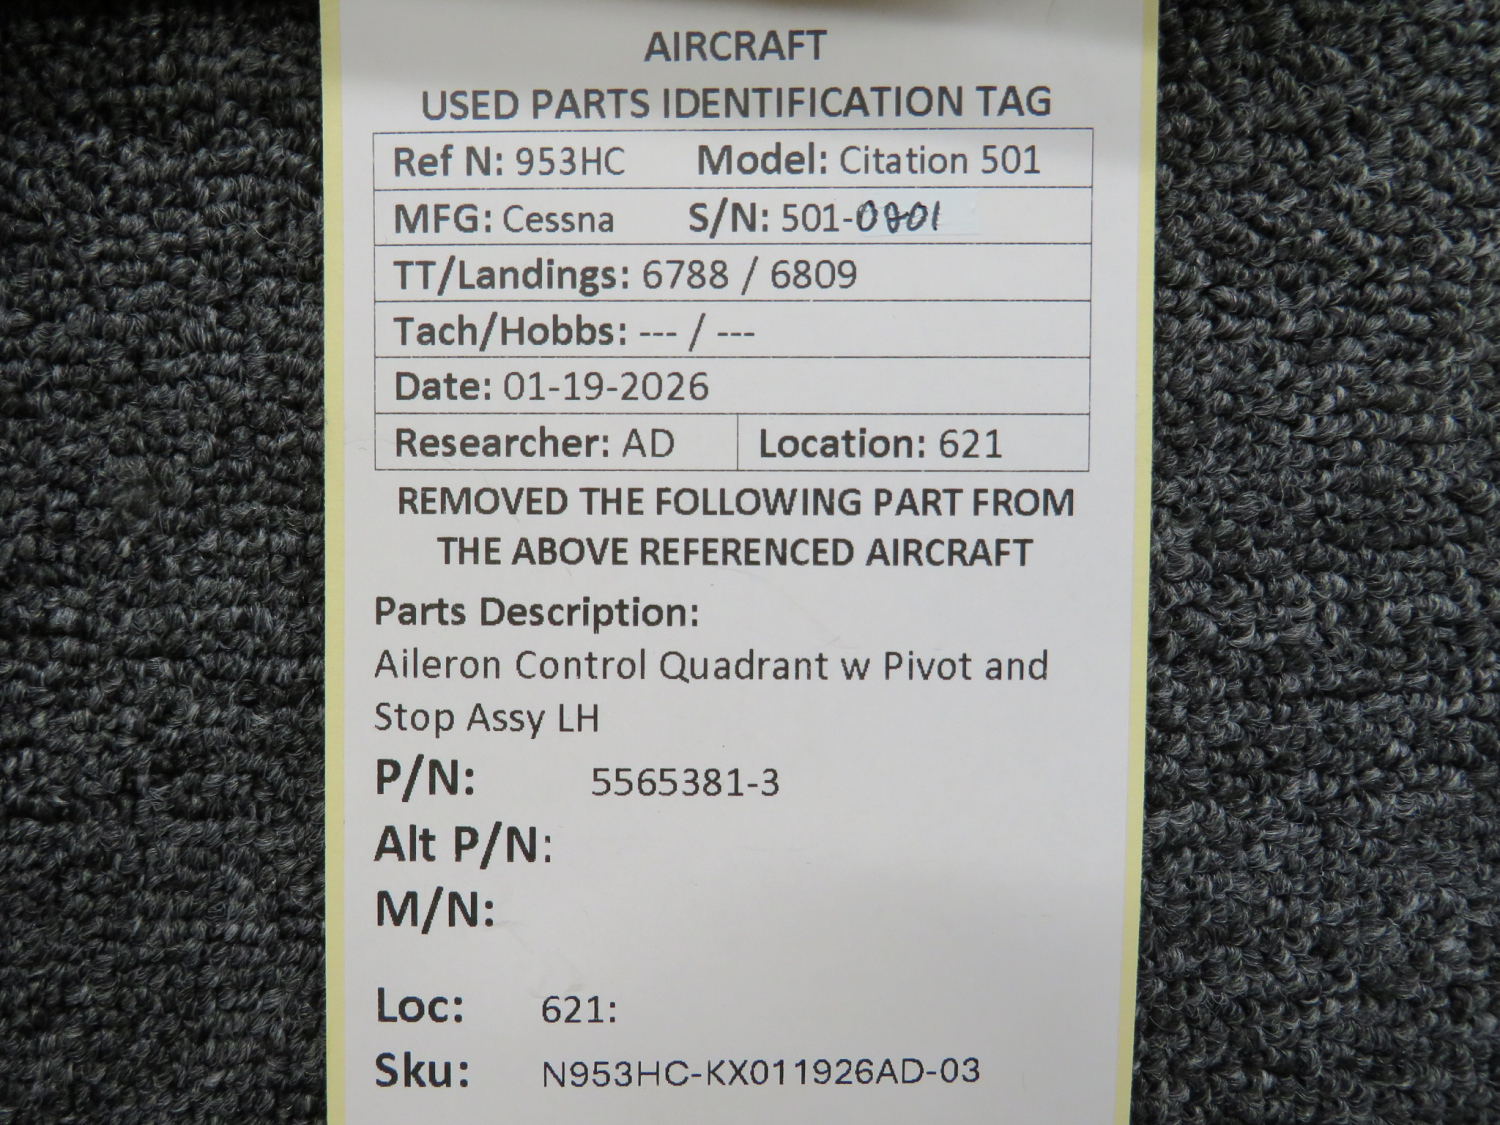 AIRCRAFT
USED PARTS IDENTIFICATION TAG
Ref N: 953HC Model: Citation 501
MFG: Cessna S/N:
TT/Landings: 6788 / 6809
Tach/Hobbs: --- / ---
Date: 01-19-2026
Researcher: AD Location: 621
REMOVED THE FOLLOWING PART FROM
THE ABOVE REFERENCED AIRCRAFT
Parts Description:
Aileron Control Quadrant w Pivot and
Stop Assy LH
P/N: 5565381-3
Alt P/N:
M/N:
Loc: 621:
Sku: N953HC-KX011926AD-03